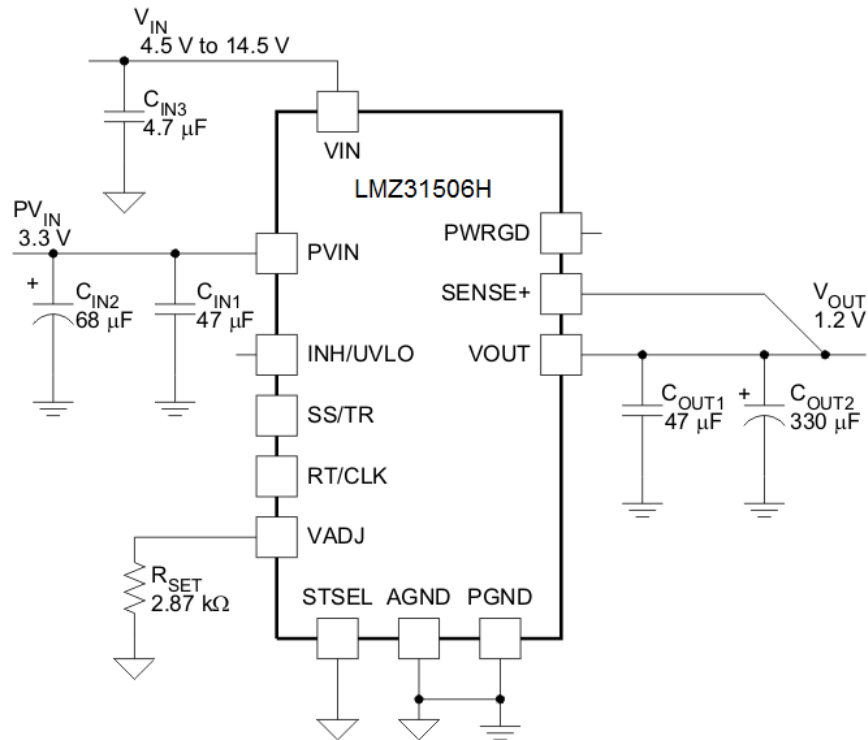 VIN
4.5 V to 14.5 V
CIN3
4.7 μF
VIN
LMZ31506H
PVIN
3.3 V
PVIN
PWRGD
+
CIN2
68 μF
CIN1
47 μF
SENSE+
VOUT
1.2 V
INH/UVLO
VOUT
SS/TR
COUT1
47 μF
+
COUT2
330 μF
RT/CLK
VADJ
RSET
2.87 kΩ
STSEL
AGND
PGND